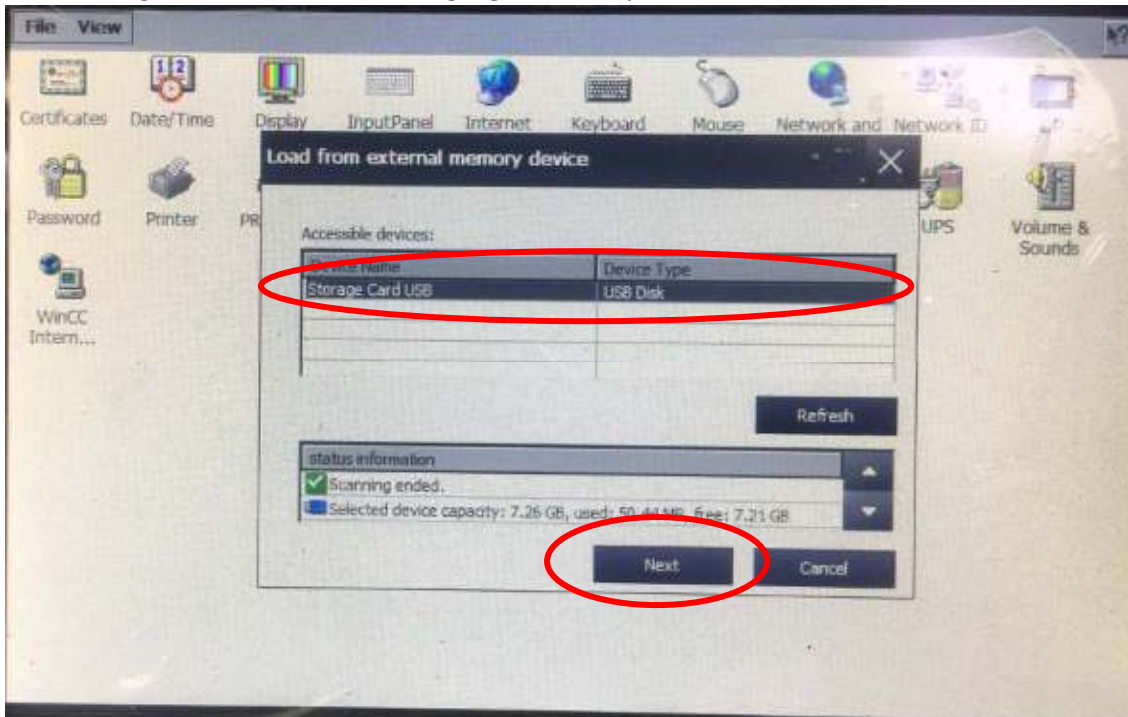 File View
Certificates Date/Time Display InputPanel Internet Keyboard Mouse Network and Network ID
Load from external memory device
Password Printer PR UPS Volume & Sounds
Accessible devices:
Device Name Device Type
Storage Card USB USB Disk
WinCC Intern...
Refresh
status information
Scanning ended.
Selected device capacity: 7.26 GB, used: 50.44 MB, free: 7.21 GB
Next Cancel